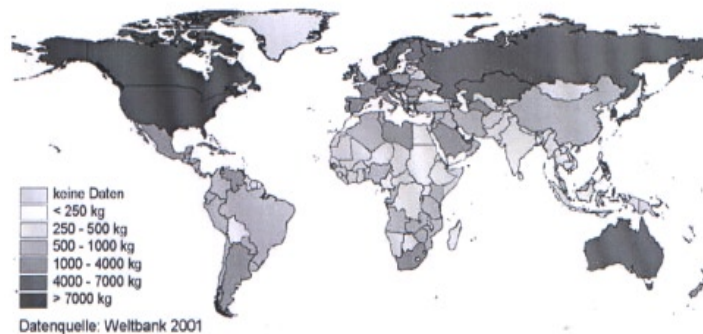 keine Daten
< 250 kg
250 - 500 kg
500 - 1000 kg
1000 - 4000 kg
4000 - 7000 kg
> 7000 kg
Datenquelle: Weltbank 2001